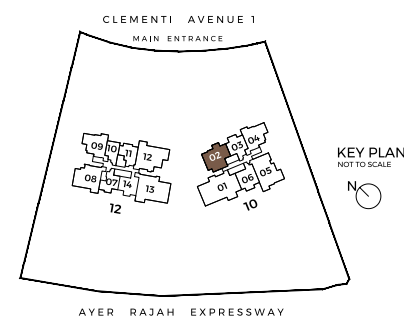 CLEMENTI AVENUE 1
MAIN ENTRANCE
09 10 11 12
02 03 04
KEY PLAN
NOT TO SCALE
08 07 14 13
01 06 05
N
12
10
AYER RAJAH EXPRESSWAY